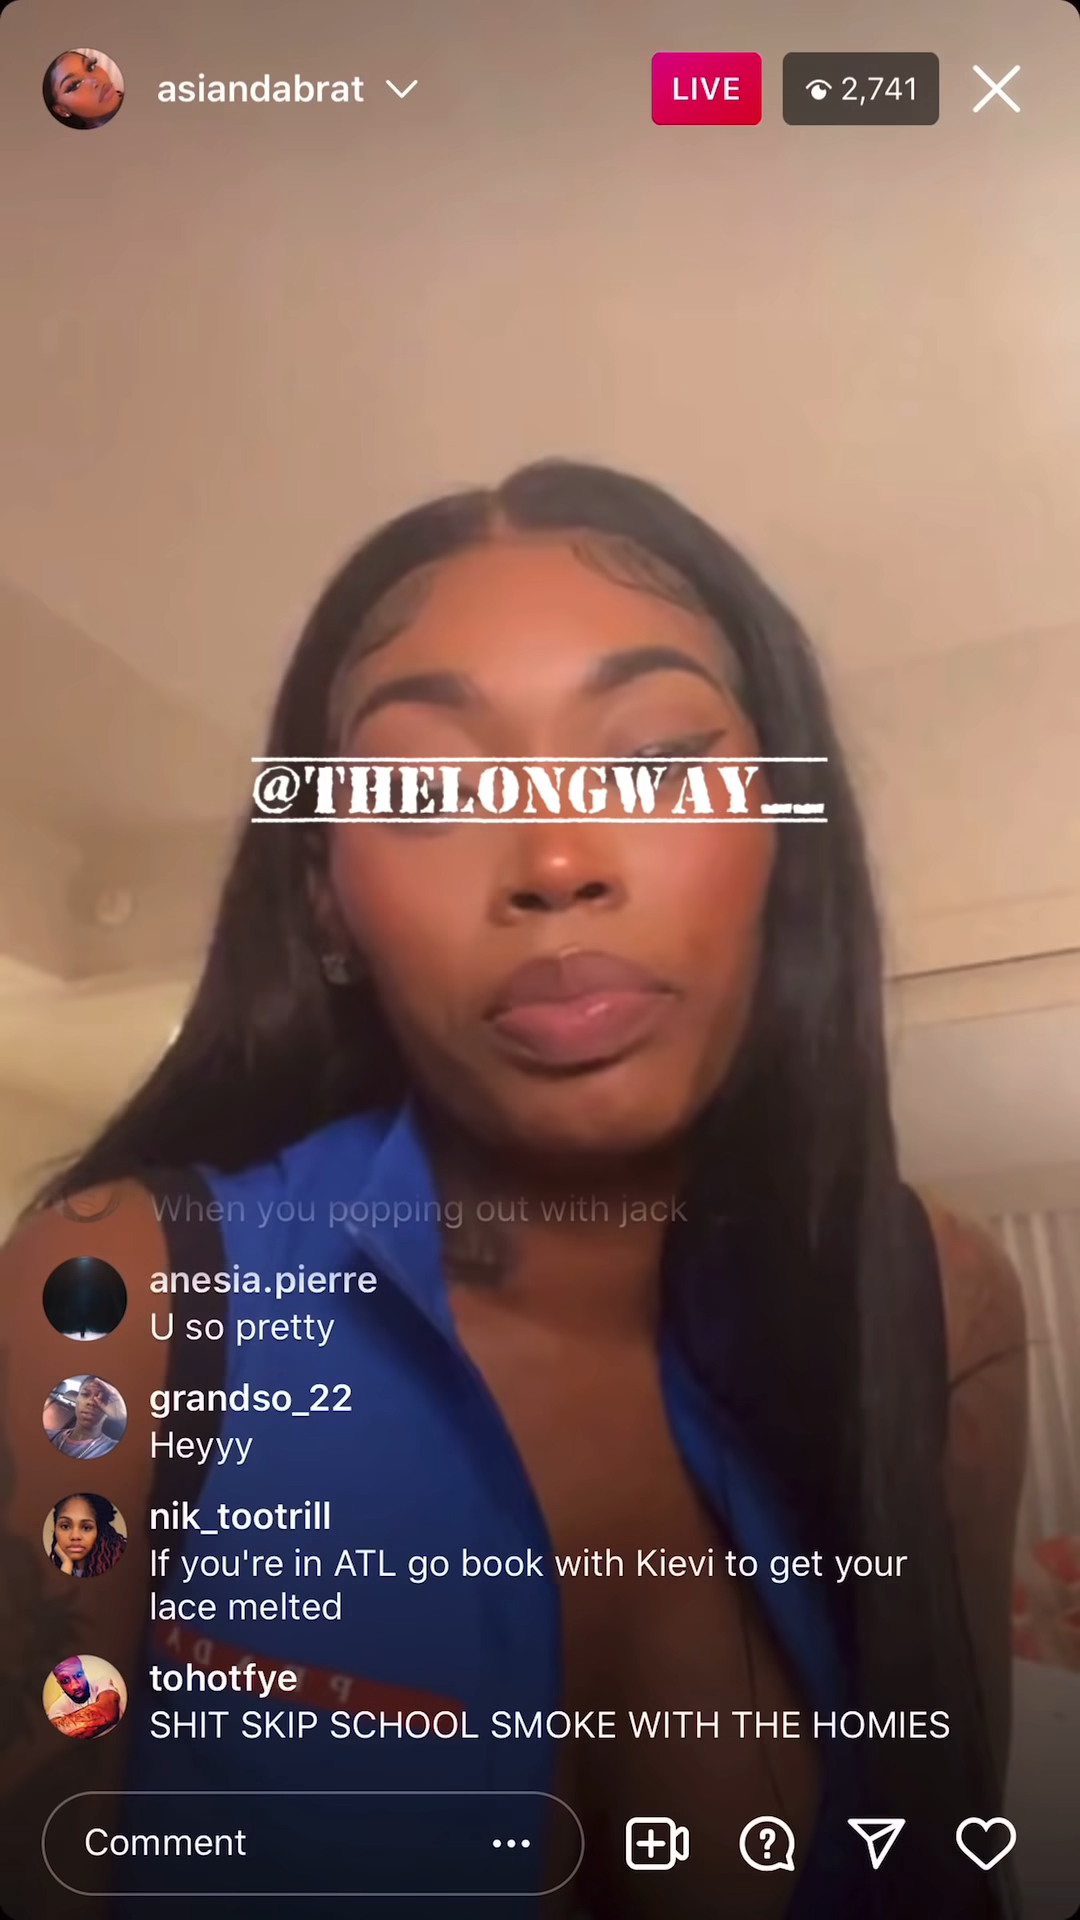 asiandabrat
LIVE
2,741
@THELONGWAY__
When you popping out with jack
anesia.pierre
U so pretty
grandso_22
Heyyy
nik_tootrill
If you're in ATL go book with Kievi to get your
lace melted
PRADA
tohotfye
SHIT SKIP SCHOOL SMOKE WITH THE HOMIES
Comment